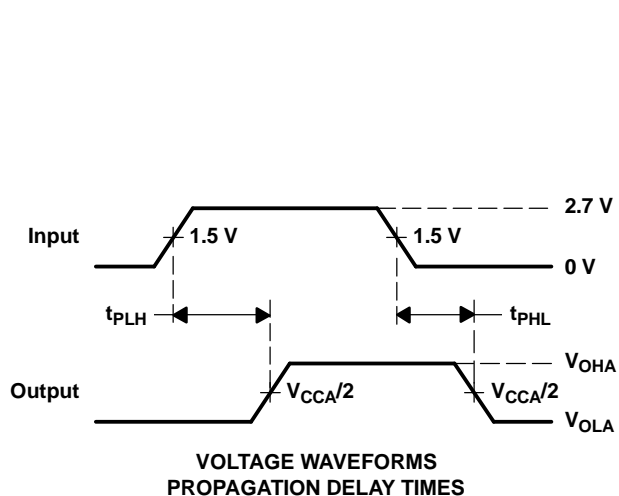 2.7 V
Input
1.5 V
1.5 V
0 V
tPLH
tPHL
VOHA
Output
VCCA/2
VCCA/2
VOLA
VOLTAGE WAVEFORMS
PROPAGATION DELAY TIMES